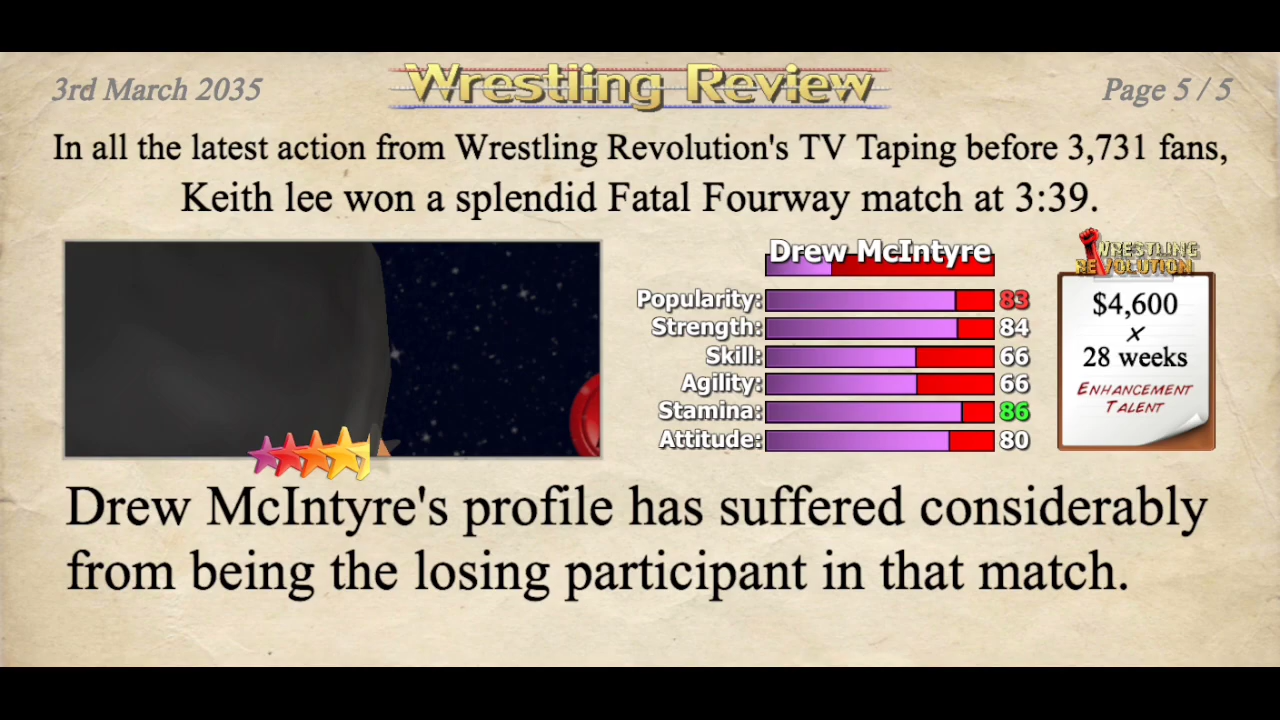 3rd March 2035
Wrestling Review
Page 5 / 5
In all the latest action from Wrestling Revolution's TV Taping before 3,731 fans,
Keith lee won a splendid Fatal Fourway match at 3:39.
Drew McIntyre
Popularity: 83
Strength: 84
Skill: 66
Agility: 66
Stamina: 86
Attitude: 80
WRESTLING
REVOLUTION
$4,600
x
28 weeks
ENHANCEMENT
TALENT
Drew McIntyre's profile has suffered considerably
from being the losing participant in that match.